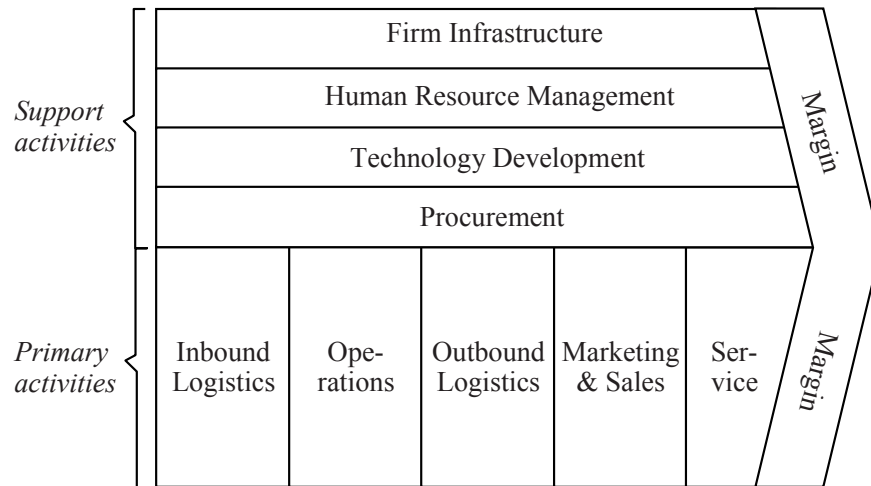 Firm Infrastructure
Support
activities
Human Resource Management
Technology Development
Procurement
Margin
Primary
activities
Inbound
Logistics
Ope-
rations
Outbound
Logistics
Marketing
& Sales
Ser-
vice
Margin